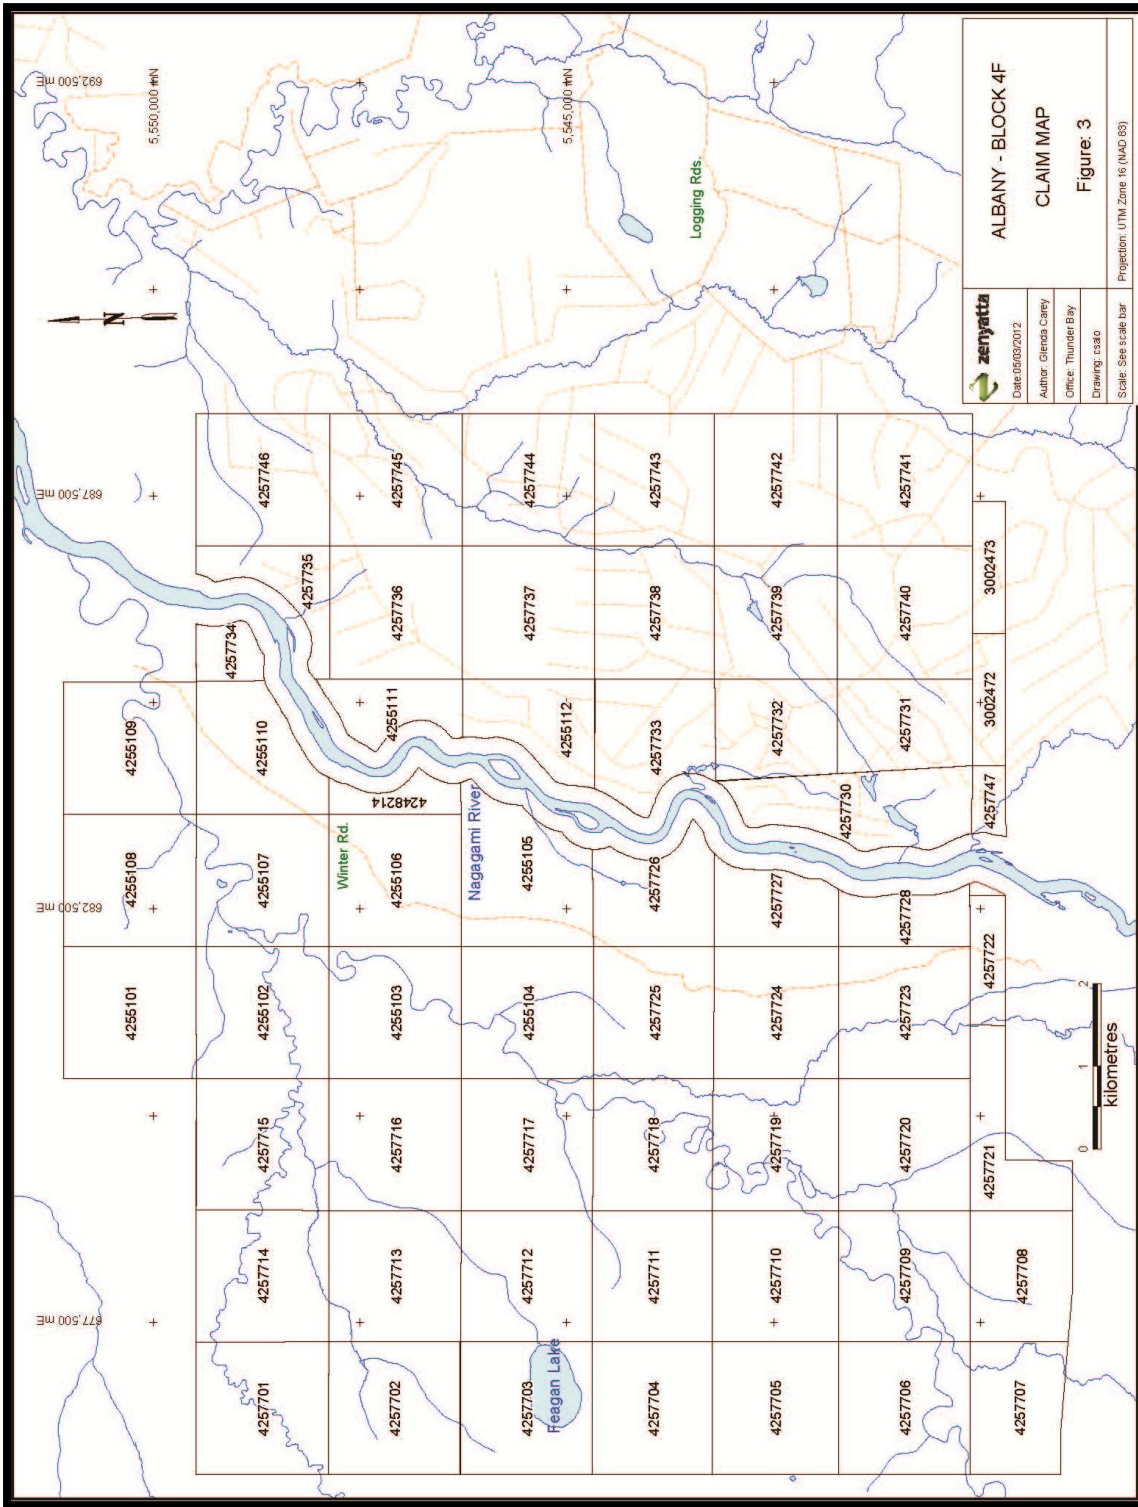 677,500 mE
682,500 mE
687,500 mE
692,500 mE
N
4255101
4255108
4255109
5,550,000 mN
4257734
4257701
4257714
4257715
4255102
4255107
4255110
4257746
4257735
Winter Rd.
4257702
4257713
4257716
4255103
4255106
4248214
4255111
4257736
4257745
Nagagami River
4257703
4257712
4257717
4255104
4255105
4257737
4257744
Feagan Lake
4255112
5,545,000 mN
4257704
4257711
4257718
4257725
4257726
4257733
4257738
4257743
Logging Rds.
4257705
4257710
4257719
4257724
4257727
4257732
4257739
4257742
4257730
4257706
4257709
4257720
4257723
4257728
4257731
4257740
4257741
4257721
4257722
4257747
3002472
3002473
4257707
4257708
0 1 2
kilometres
zenyatta
Date:05/03/2012
Author: Glenda Carey
Office: Thunder Bay
Drawing: csalo
Scale: See scale bar
ALBANY - BLOCK 4F
CLAIM MAP
Figure: 3
Projection: UTM Zone 16 (NAD 83)